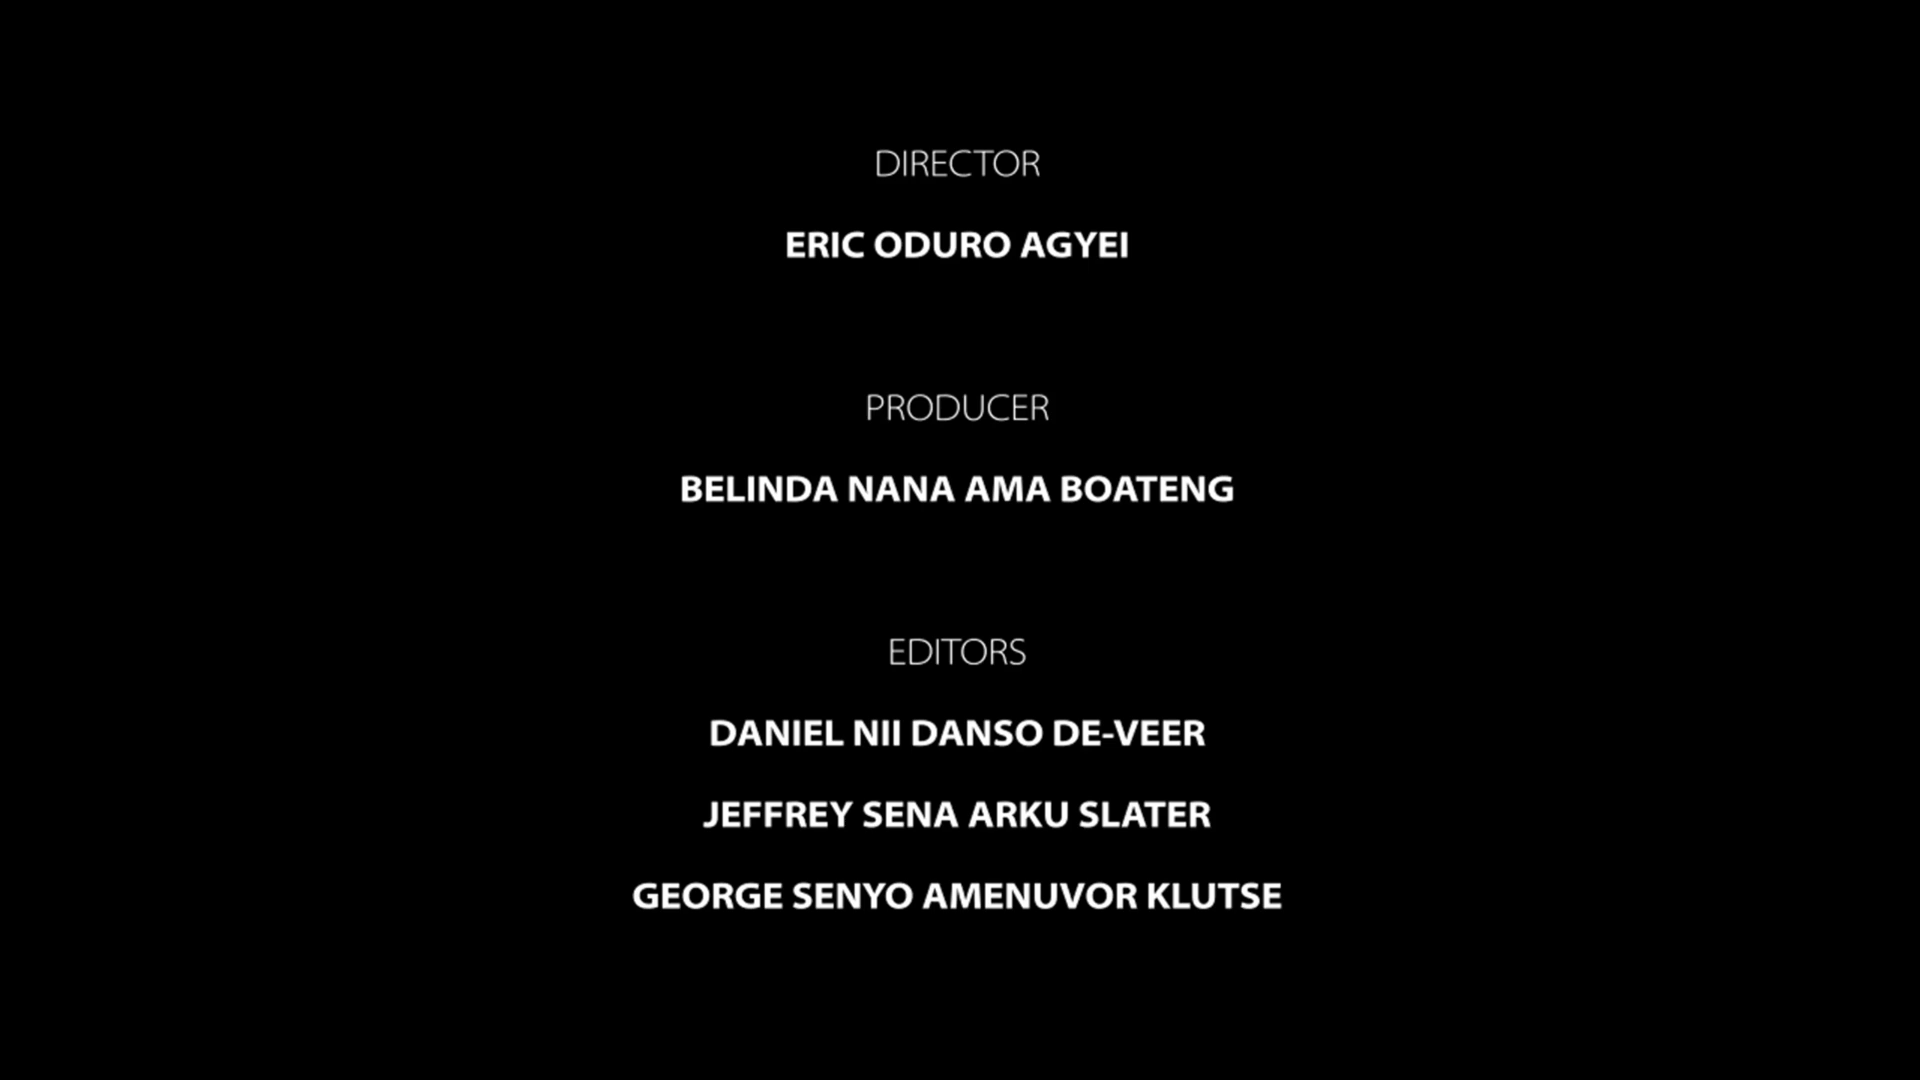 DIRECTOR
ERIC ODURO AGYEI
PRODUCER
BELINDA NANA AMA BOATENG
EDITORS
DANIEL NII DANSO DE-VEER
JEFFREY SENA ARKU SLATER
GEORGE SENYO AMENUVOR KLUTSE